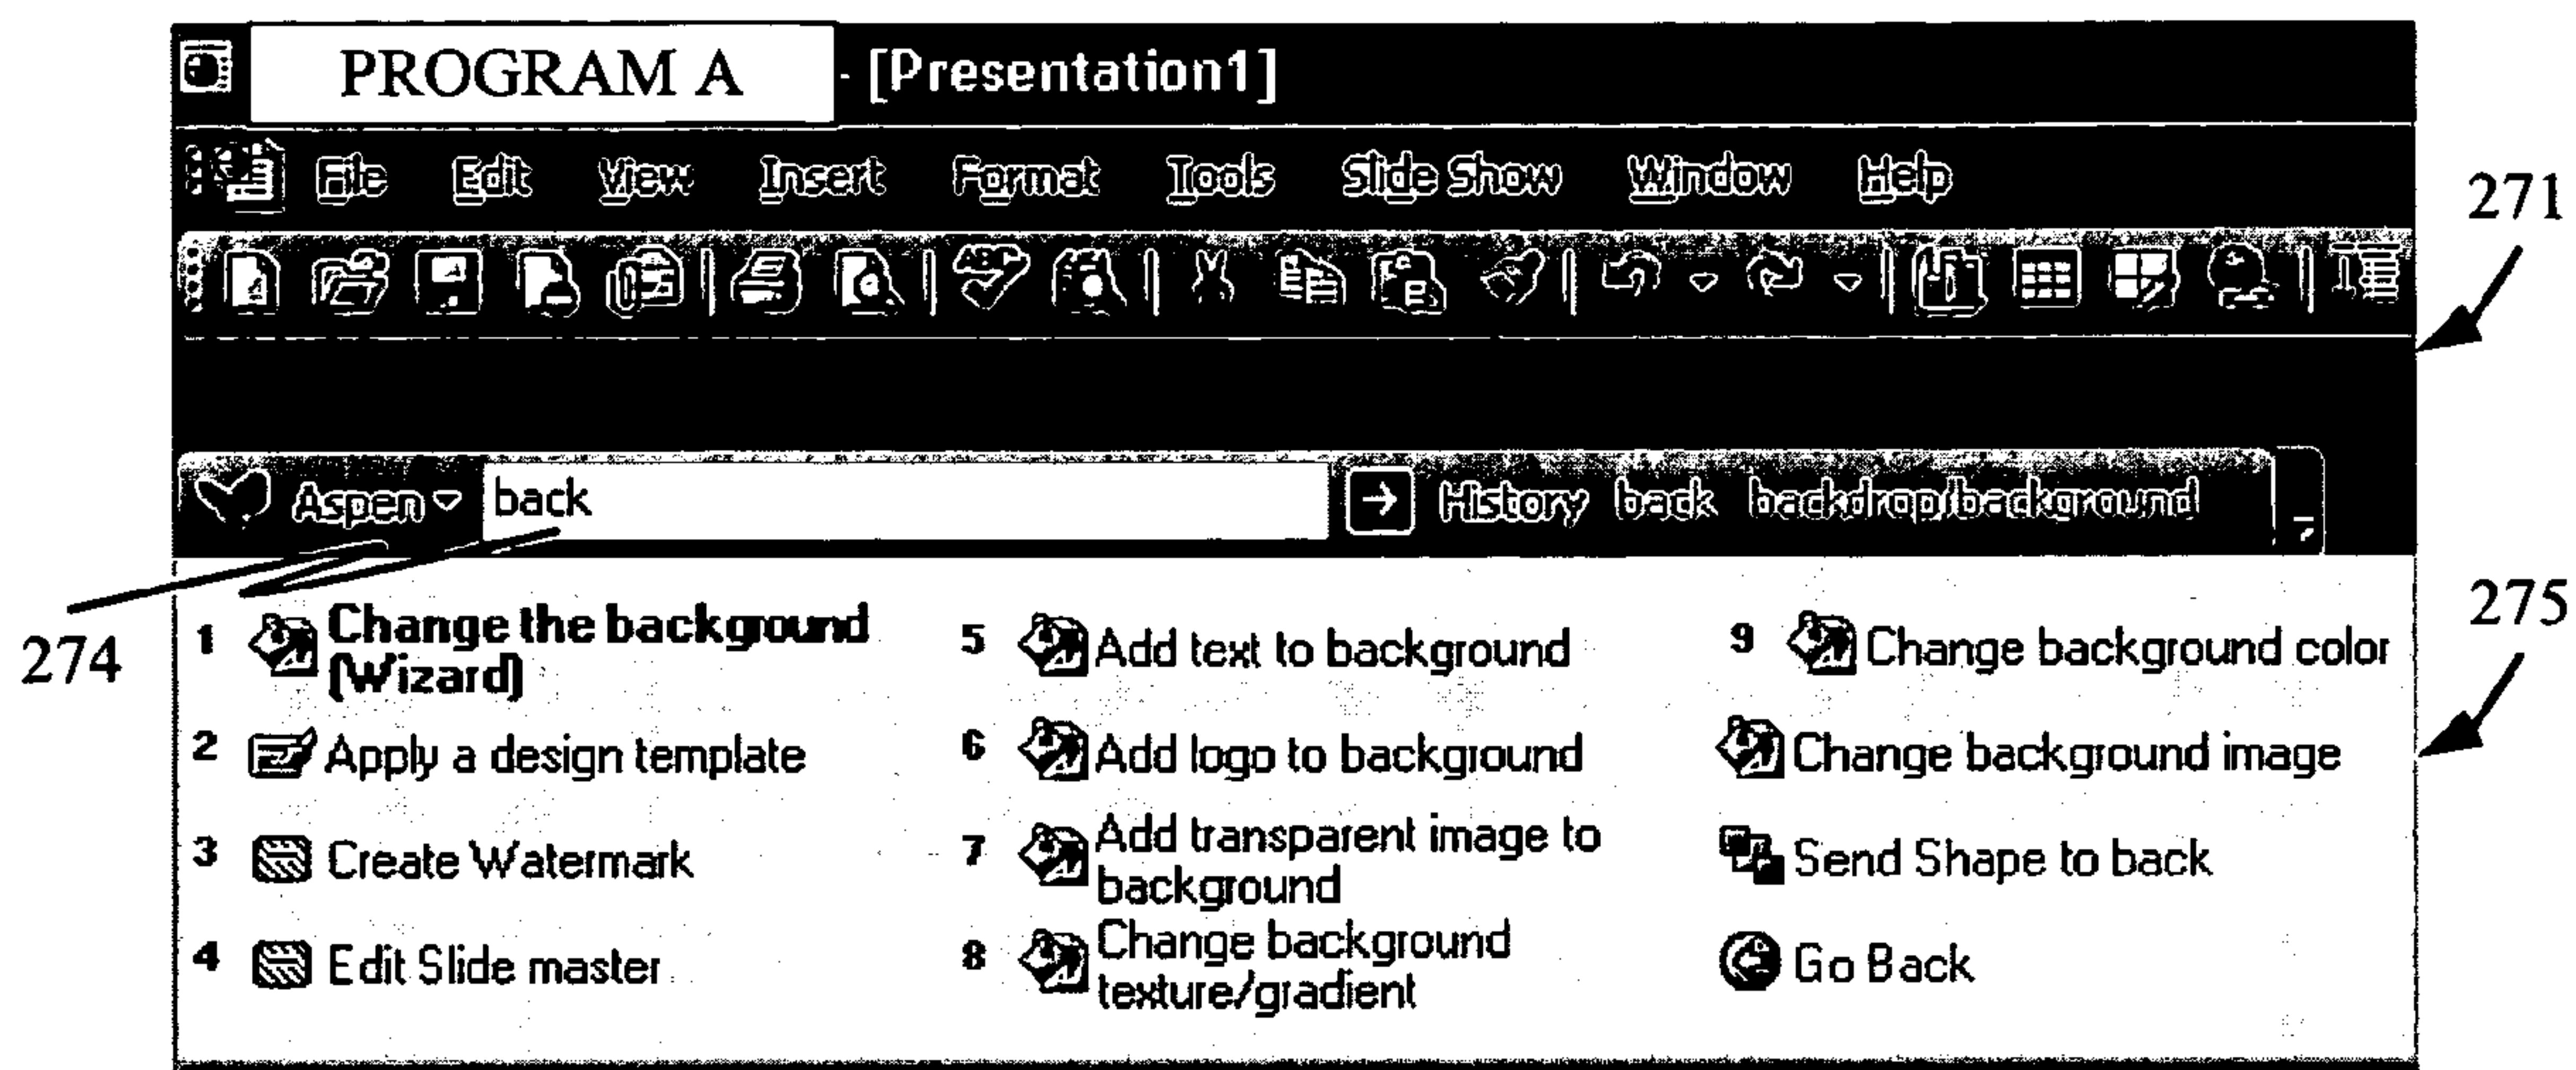 PROGRAM A - [Presentation1]
File Edit View Insert Format Tools Slide Show Window Help
271
ABC
Aspen back History back backdrop/background
274
275
1 Change the background (Wizard)
2 Apply a design template
3 Create Watermark
4 Edit Slide master
5 Add text to background
6 Add logo to background
7 Add transparent image to
background
8 Change background
texture/gradient
9 Change background color
Change background image
Send Shape to back
Go Back